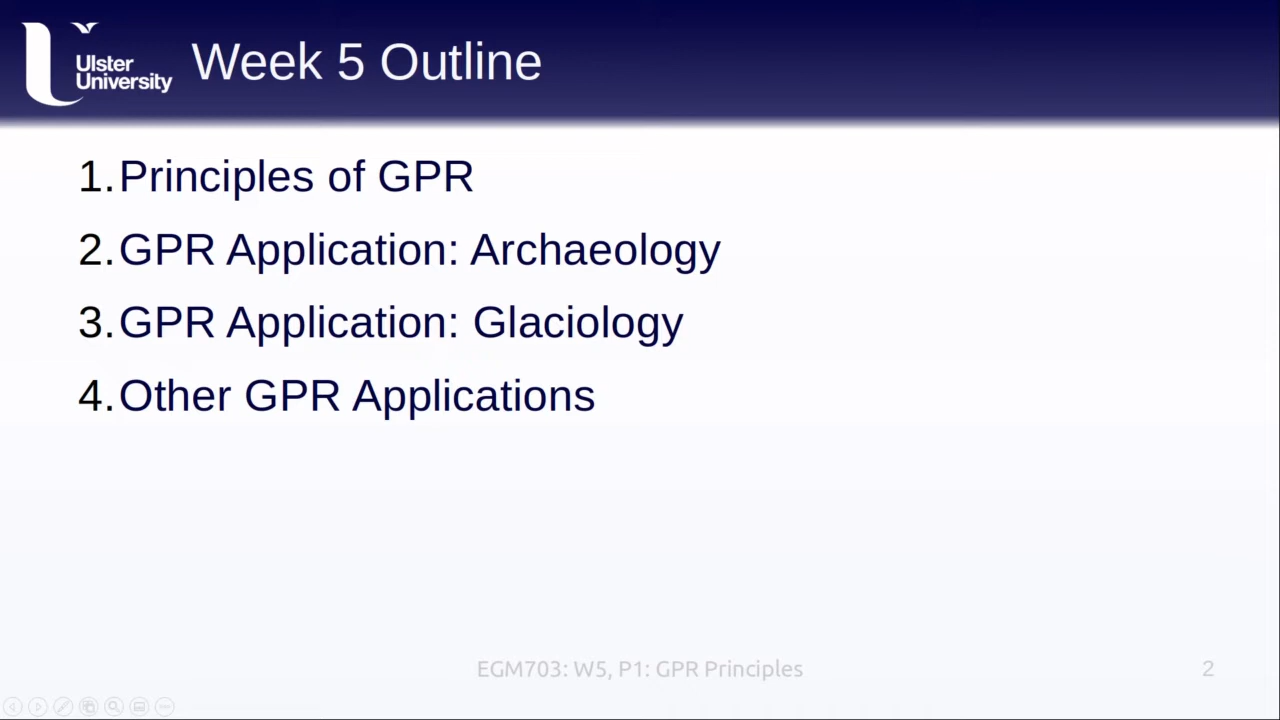 Ulster
University
Week 5 Outline
1. Principles of GPR
2. GPR Application: Archaeology
3. GPR Application: Glaciology
4. Other GPR Applications
EGM703: W5, P1: GPR Principles
2